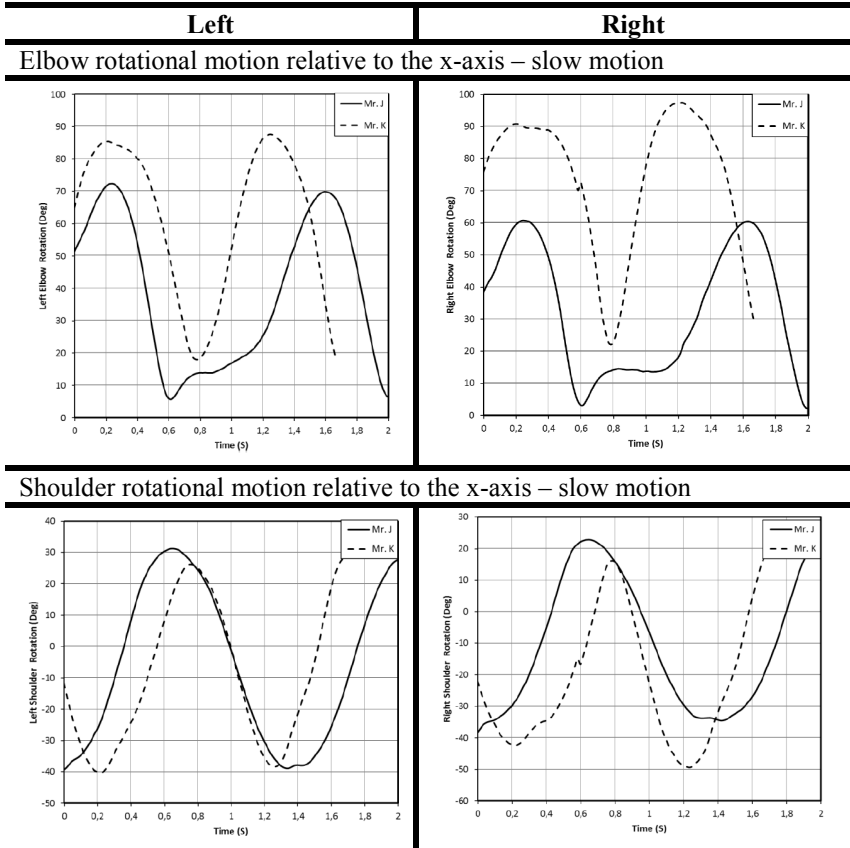 Left Right
Elbow rotational motion relative to the x-axis – slow motion
100
90
80
70
60
50
40
30
20
10
0
Left Elbow Rotation (Deg)
Mr. J
Mr. K
0 0,2 0,4 0,6 0,8 1 1,2 1,4 1,6 1,8 2
Time (S)
100
90
80
70
60
50
40
30
20
10
0
Right Elbow Rotation (Deg)
Mr. J
Mr. K
0 0,2 0,4 0,6 0,8 1 1,2 1,4 1,6 1,8 2
Time (S)
Shoulder rotational motion relative to the x-axis – slow motion
40
30
20
10
0
-10
-20
-30
-40
-50
Left Shoulder Rotation (Deg)
Mr. J
Mr. K
0 0,2 0,4 0,6 0,8 1 1,2 1,4 1,6 1,8 2
Time (S)
30
20
10
0
-10
-20
-30
-40
-50
-60
Right Shoulder Rotation (Deg)
Mr. J
Mr. K
0 0,2 0,4 0,6 0,8 1 1,2 1,4 1,6 1,8 2
Time (S)